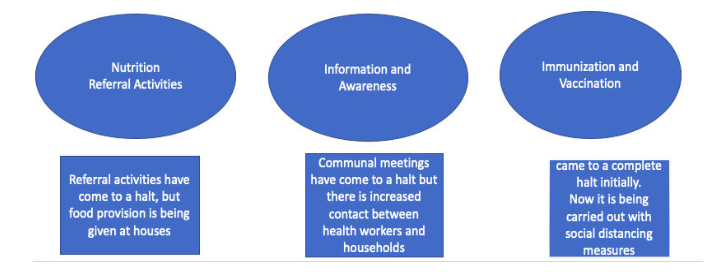 Nutrition
Referral Activities
Information and
Awareness
Immunization and
Vaccination
Referral activities have
come to a halt, but
food provision is being
given at houses
Communal meetings
have come to a halt but
there is increased
contact between
health workers and
households
came to a complete
halt initially.
Now it is being
carried out with
social distancing
measures